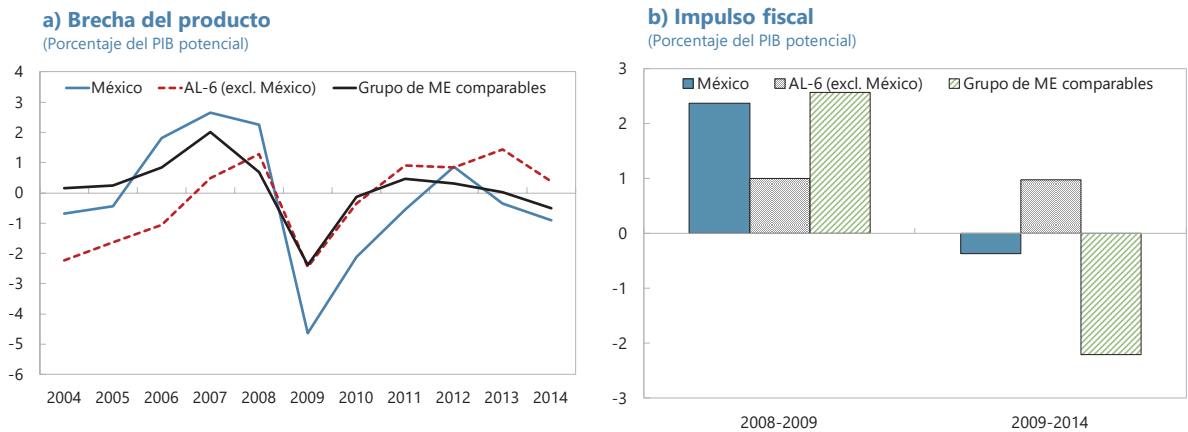 a) Brecha del producto
(Porcentaje del PIB potencial)
México AL-6 (excl. México) Grupo de ME comparables
4
3
2
1
0
-1
-2
-3
-4
-5
-6
2004 2005 2006 2007 2008 2009 2010 2011 2012 2013 2014
b) Impulso fiscal
(Porcentaje del PIB potencial)
México AL-6 (excl. México) Grupo de ME comparables
3
2
1
0
-1
-2
-3
2008-2009 2009-2014